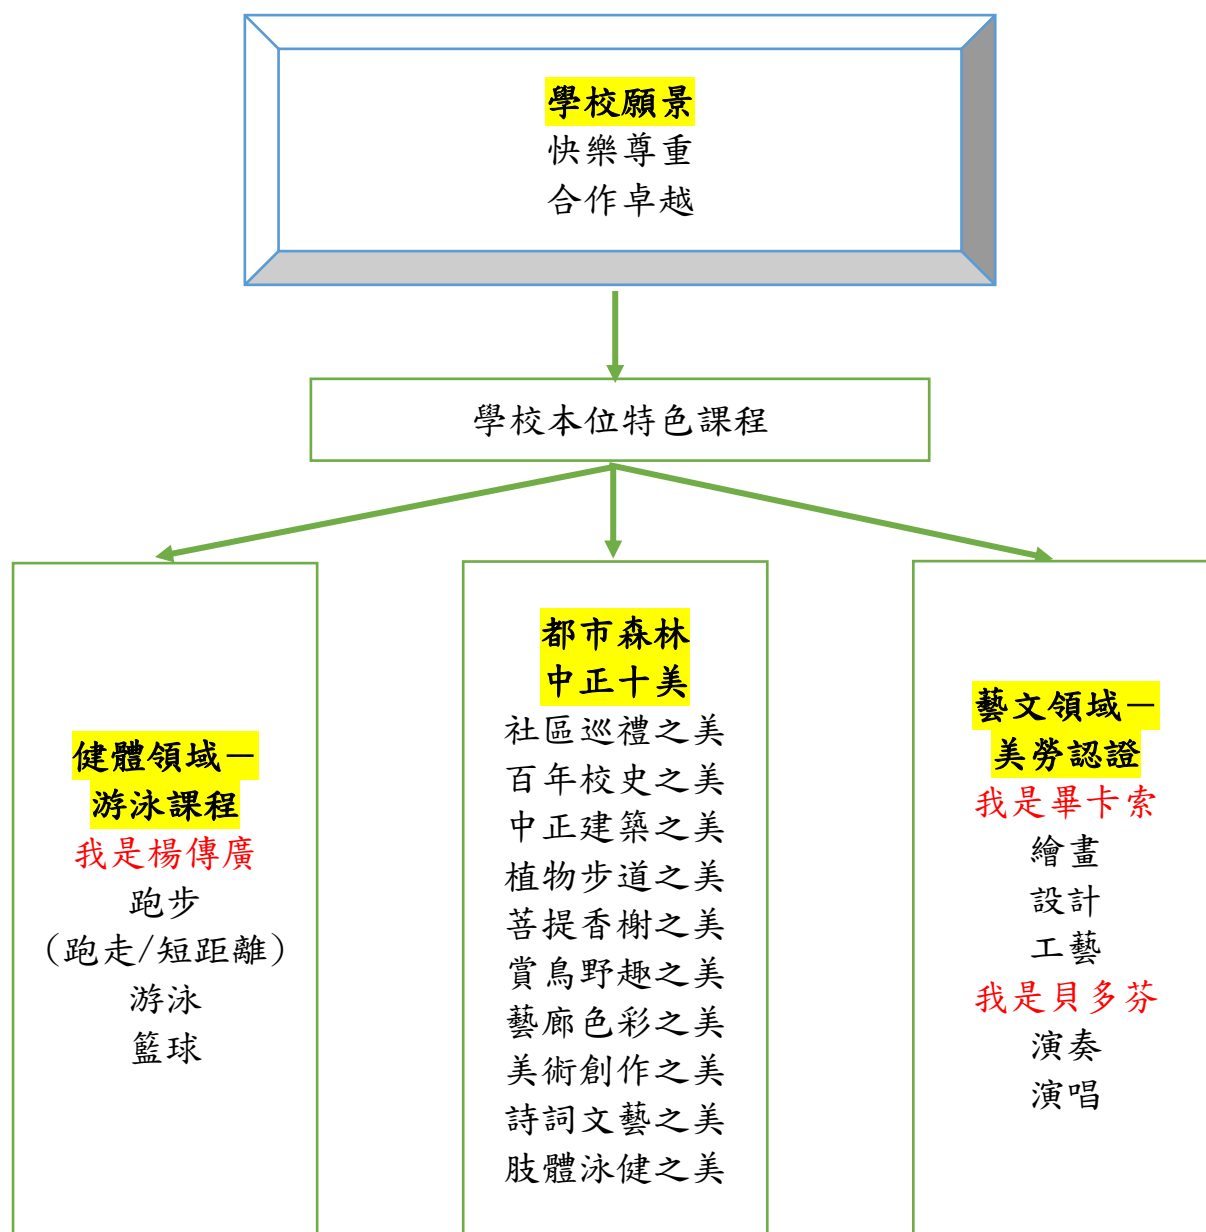 學校願景
快樂尊重
合作卓越
學校本位特色課程
健體領域－
游泳課程
我是楊傳廣
跑步
(跑走/短距離)
游泳
籃球
都市森林
中正十美
社區巡禮之美
百年校史之美
中正建築之美
植物步道之美
菩提香榭之美
賞鳥野趣之美
藝廊色彩之美
美術創作之美
詩詞文藝之美
肢體泳健之美
藝文領域－
美勞認證
我是畢卡索
繪畫
設計
工藝
我是貝多芬
演奏
演唱